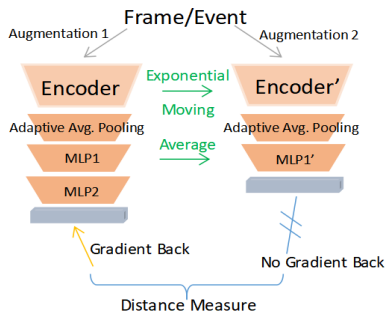 Frame/Event
Augmentation 1
Augmentation 2
Encoder
Exponential
Encoder'
Moving
Adaptive Avg. Pooling
Adaptive Avg. Pooling
MLP1
Average
MLP1'
MLP2
Gradient Back
No Gradient Back
Distance Measure